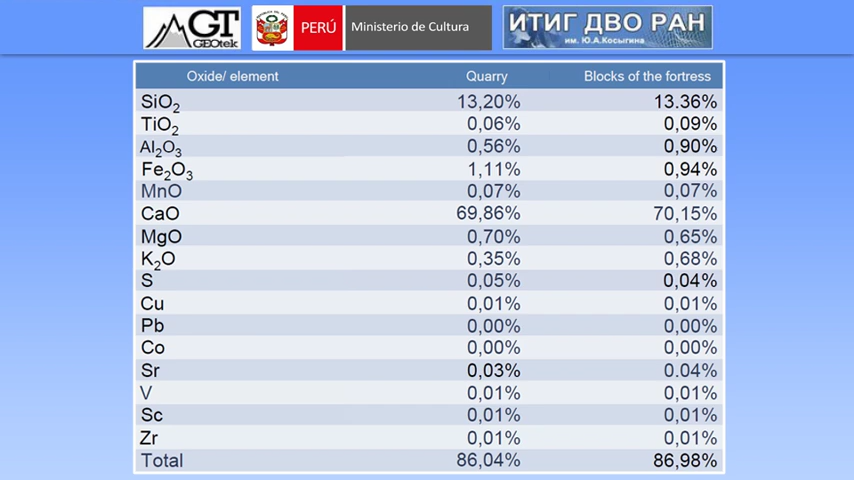 GT
GEOtek
PERÚ
Ministerio de Cultura
ИТИГ ДВО РАН
им. Ю.А.Косыгина
Oxide/ element Quarry Blocks of the fortress
SiO₂ 13,20% 13.36%
TiO₂ 0,06% 0,09%
Al₂O₃ 0,56% 0,90%
Fe₂O₃ 1,11% 0,94%
MnO 0,07% 0,07%
CaO 69,86% 70,15%
MgO 0,70% 0,65%
K₂O 0,35% 0,68%
S 0,05% 0,04%
Cu 0,01% 0,01%
Pb 0,00% 0,00%
Co 0,00% 0,00%
Sr 0,03% 0.04%
V 0,01% 0,01%
Sc 0,01% 0,01%
Zr 0,01% 0,01%
Total 86,04% 86,98%